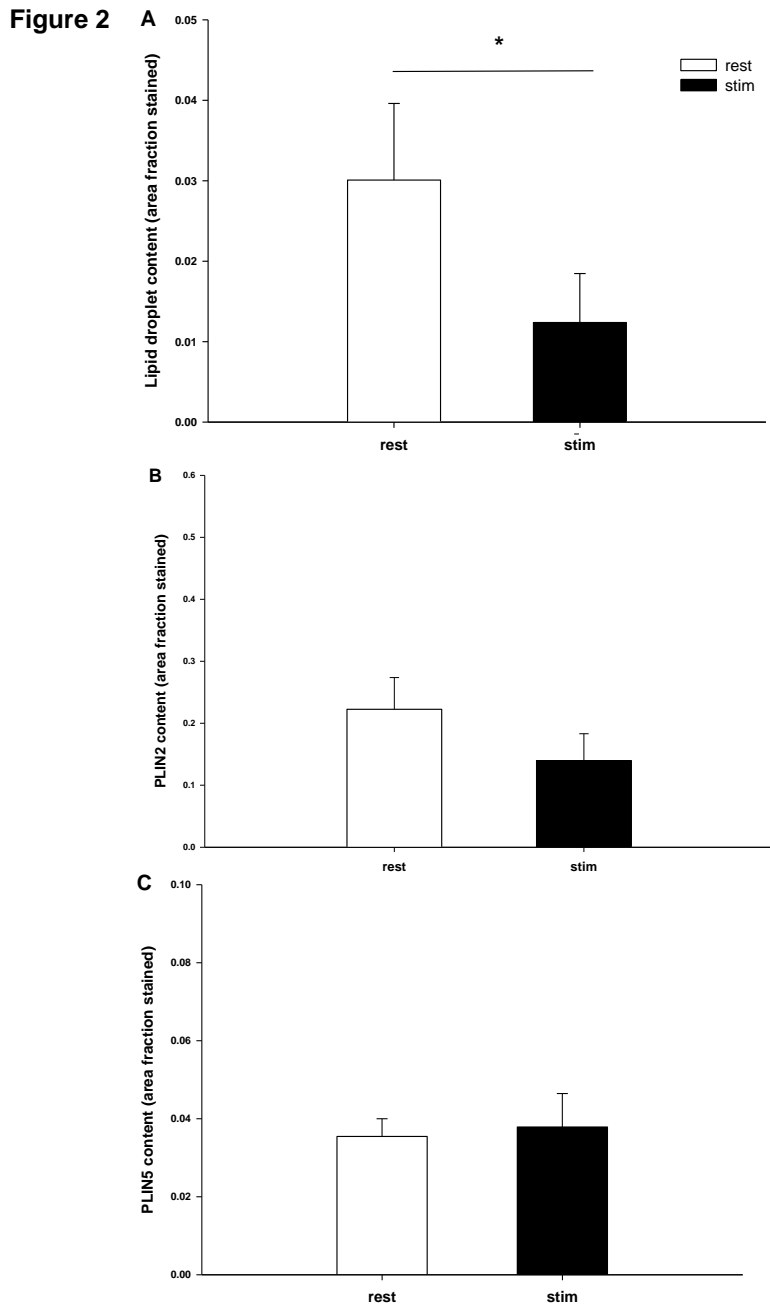 Figure 2
A
*
rest
stim
Lipid droplet content (area fraction stained)
0.05
0.04
0.03
0.02
0.01
0.00
rest
stim
B
PLIN2 content (area fraction stained)
0.6
0.5
0.4
0.3
0.2
0.1
0.0
rest
stim
C
PLIN5 content (area fraction stained)
0.10
0.08
0.06
0.04
0.02
0.00
rest
stim